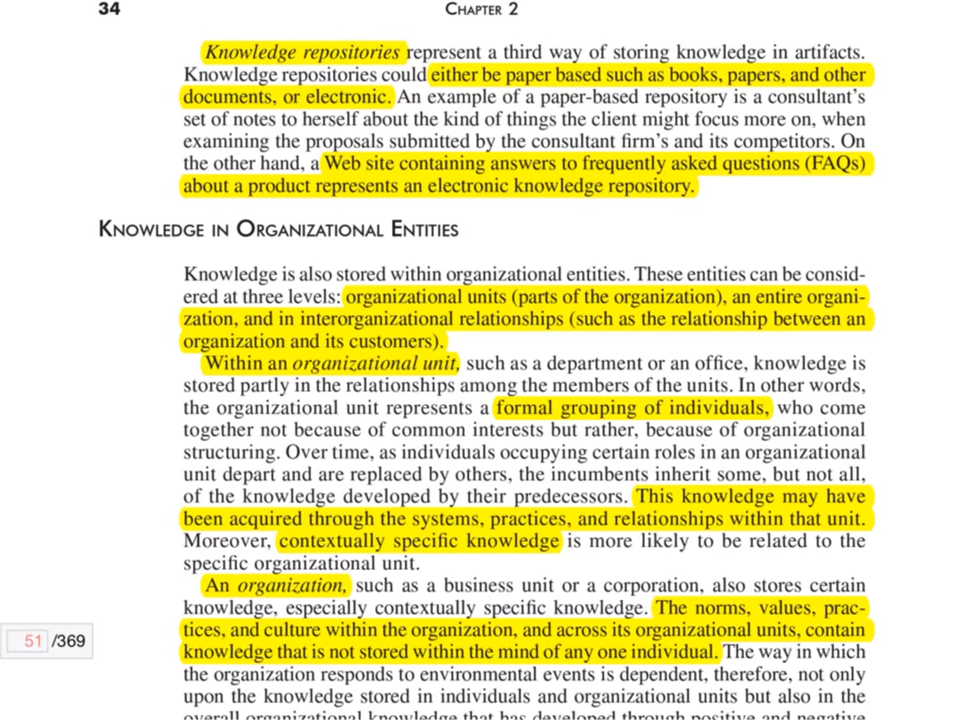 34
CHAPTER 2
Knowledge repositories represent a third way of storing knowledge in artifacts.
Knowledge repositories could either be paper based such as books, papers, and other
documents, or electronic. An example of a paper-based repository is a consultant's
set of notes to herself about the kind of things the client might focus more on, when
examining the proposals submitted by the consultant firm's and its competitors. On
the other hand, a Web site containing answers to frequently asked questions (FAQs)
about a product represents an electronic knowledge repository.
KNOWLEDGE IN ORGANIZATIONAL ENTITIES
Knowledge is also stored within organizational entities. These entities can be consid-
ered at three levels: organizational units (parts of the organization), an entire organi-
zation, and in interorganizational relationships (such as the relationship between an
organization and its customers).
Within an organizational unit, such as a department or an office, knowledge is
stored partly in the relationships among the members of the units. In other words,
the organizational unit represents a formal grouping of individuals, who come
together not because of common interests but rather, because of organizational
structuring. Over time, as individuals occupying certain roles in an organizational
unit depart and are replaced by others, the incumbents inherit some, but not all,
of the knowledge developed by their predecessors. This knowledge may have
been acquired through the systems, practices, and relationships within that unit.
Moreover, contextually specific knowledge is more likely to be related to the
specific organizational unit.
An organization, such as a business unit or a corporation, also stores certain
knowledge, especially contextually specific knowledge. The norms, values, prac-
tices, and culture within the organization, and across its organizational units, contain
knowledge that is not stored within the mind of any one individual. The way in which
the organization responds to environmental events is dependent, therefore, not only
upon the knowledge stored in individuals and organizational units but also in the
overall organizational knowledge that has developed through positive and negative
51 /369